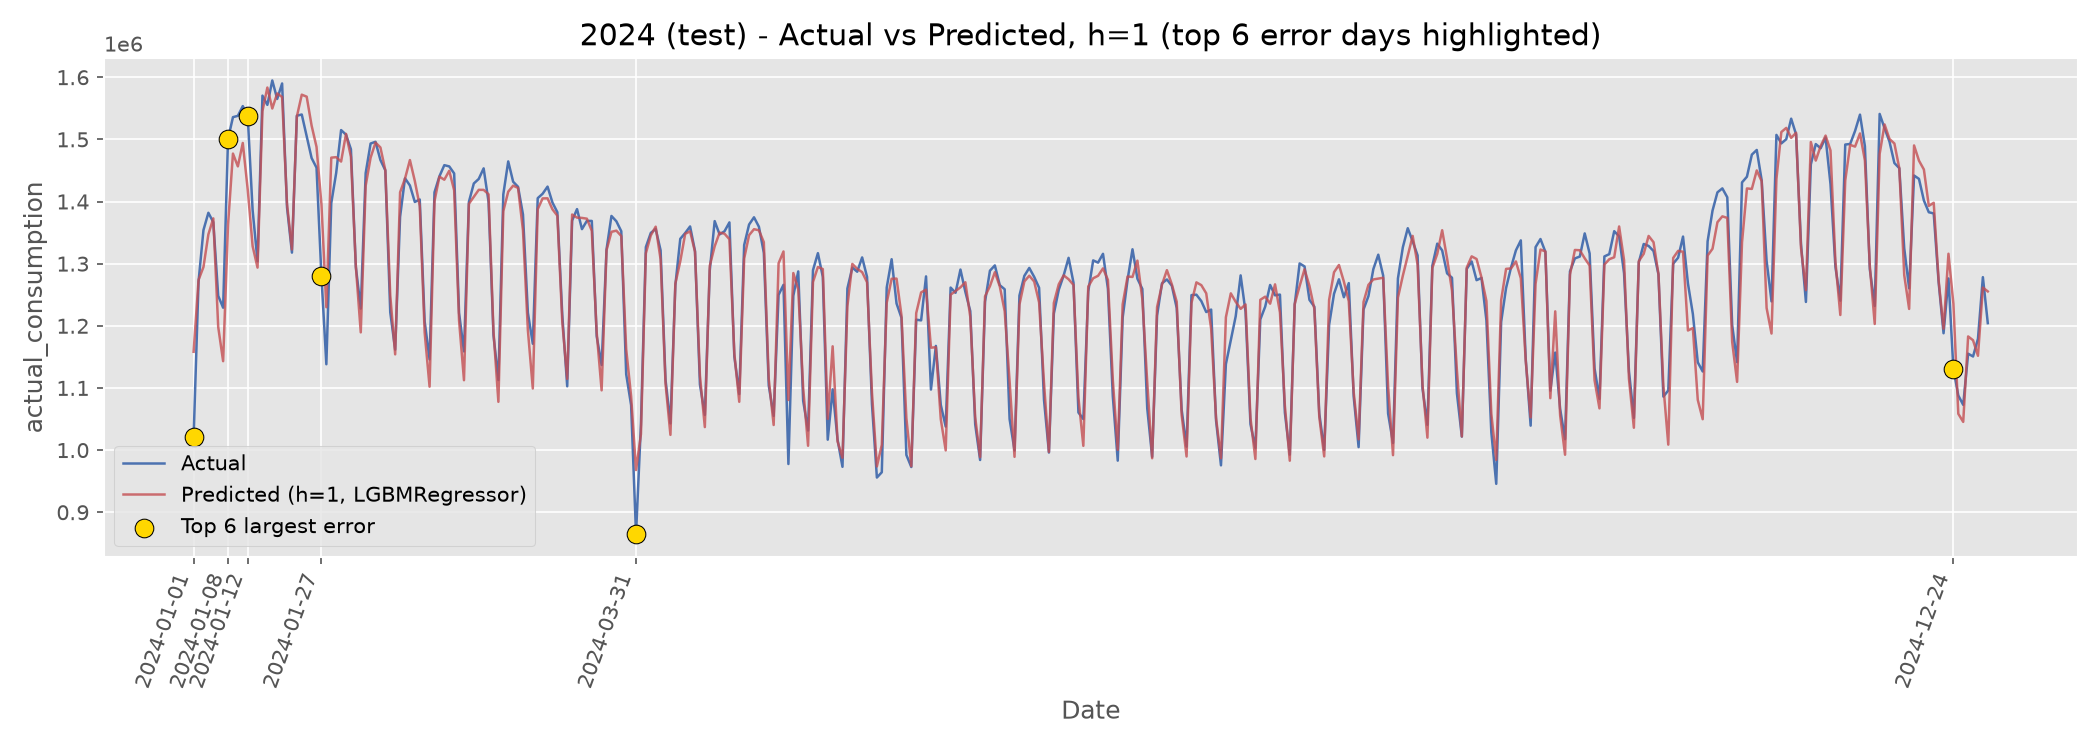 2024 (test) - Actual vs Predicted, h=1 (top 6 error days highlighted)
1e6
1.6
1.5
1.4
1.3
1.2
1.1
1.0
0.9
actual_consumption
Actual
Predicted (h=1, LGBMRegressor)
Top 6 largest error
2024-01-01
2024-01-08
2024-01-12
2024-01-27
2024-03-31
2024-12-24
Date